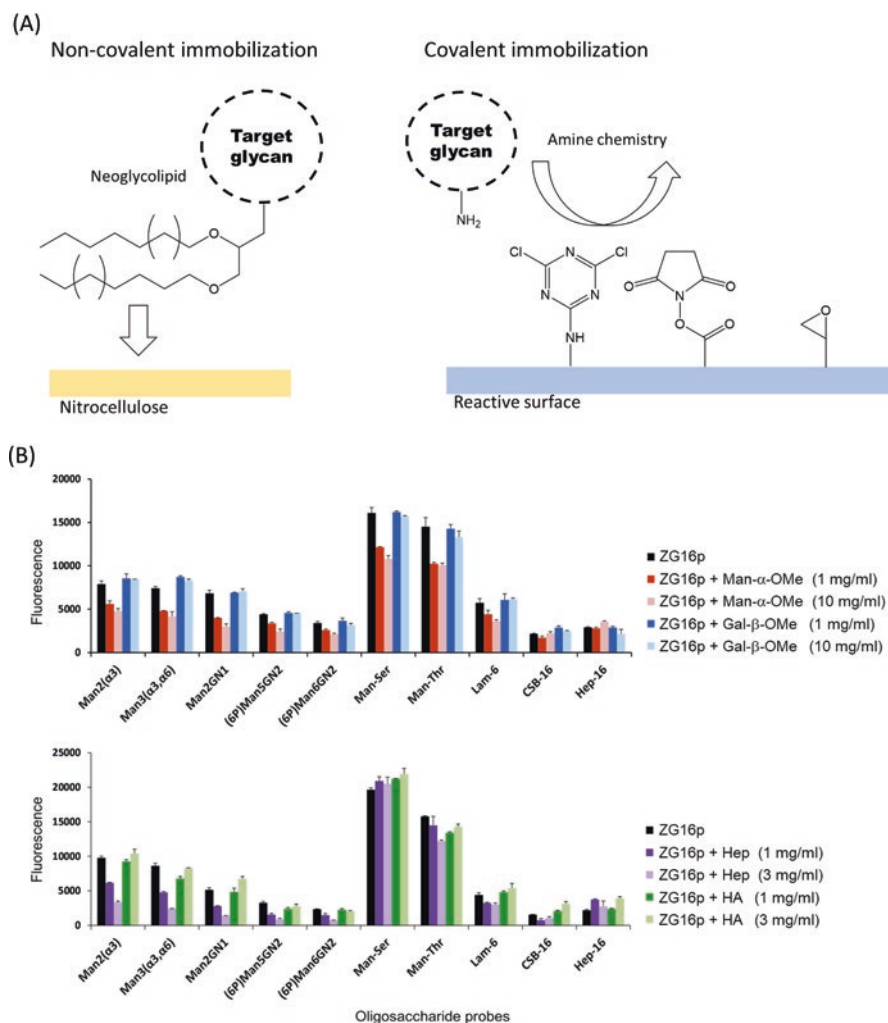 (A)
Non-covalent immobilization
Covalent immobilization
Target
glycan
Neoglycolipid
O
O
Nitrocellulose
Target
glycan
Amine chemistry
NH2
Cl
Cl
N
N
N
NH
O
N
O
O
O
O
Reactive surface
(B)
Fluorescence
20000
15000
10000
5000
0
Man2(α3)
Man3(α3,α6)
Man2GN1
(6P)Man5GN2
(6P)Man6GN2
Man-Ser
Man-Thr
Lam-6
CSB-16
Hep-16
ZG16p
ZG16p + Man-α-OMe (1 mg/ml)
ZG16p + Man-α-OMe (10 mg/ml)
ZG16p + Gal-β-OMe (1 mg/ml)
ZG16p + Gal-β-OMe (10 mg/ml)
Fluorescence
25000
20000
15000
10000
5000
0
Man2(α3)
Man3(α3,α6)
Man2GN1
(6P)Man5GN2
(6P)Man6GN2
Man-Ser
Man-Thr
Lam-6
CSB-16
Hep-16
ZG16p
ZG16p + Hep (1 mg/ml)
ZG16p + Hep (3 mg/ml)
ZG16p + HA (1 mg/ml)
ZG16p + HA (3 mg/ml)
Oligosaccharide probes